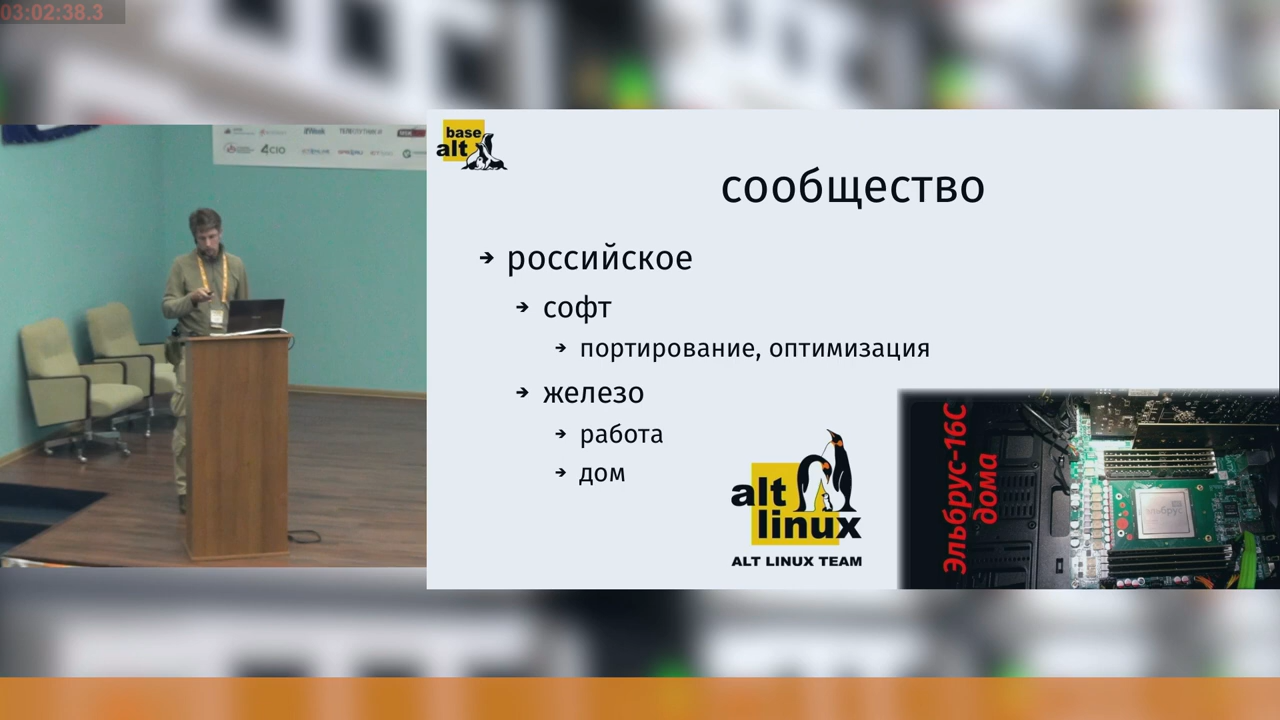 03:02:38.3
4CIO
base
alt
сообщество
российское
софт
портирование, оптимизация
железо
работа
дом
alt
linux
ALT LINUX TEAM
Эльбрус-16С
дома
эльбрус